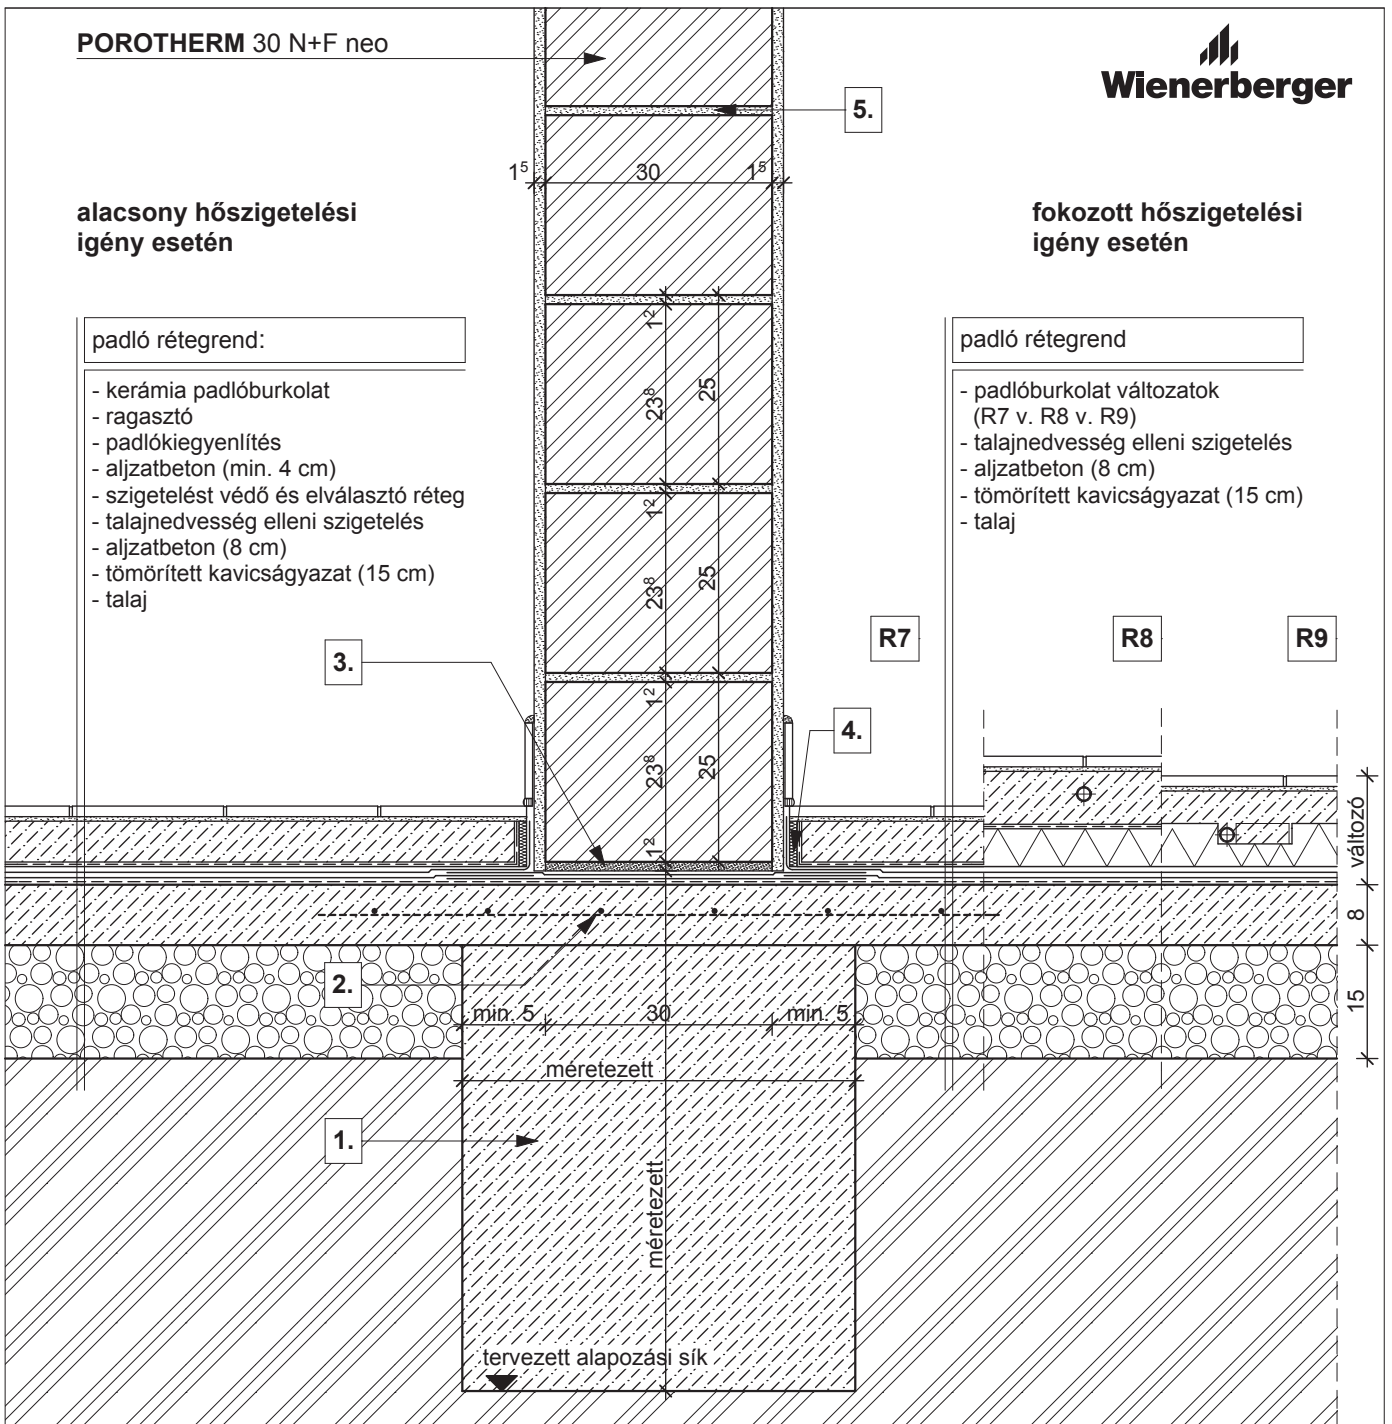 POROTHERM 30 N+F neo
Wienerberger
5.
1⁵
30
1⁵
alacsony hőszigetelési
igény esetén
fokozott hőszigetelési
igény esetén
padló rétegrend:
- kerámia padlóburkolat
- ragasztó
- padlókiegyenlítés
- aljzatbeton (min. 4 cm)
- szigetelést védő és elválasztó réteg
- talajnedvesség elleni szigetelés
- aljzatbeton (8 cm)
- tömörített kavicságyazat (15 cm)
- talaj
padló rétegrend
- padlóburkolat változatok
(R7 v. R8 v. R9)
- talajnedvesség elleni szigetelés
- aljzatbeton (8 cm)
- tömörített kavicságyazat (15 cm)
- talaj
1²
23⁸
25
1²
23⁸
25
1²
23⁸
25
1²
R7
R8
R9
3.
4.
változó
8
15
2.
min. 5
30
min. 5
méretezett
1.
méretezett
tervezett alapozási sík